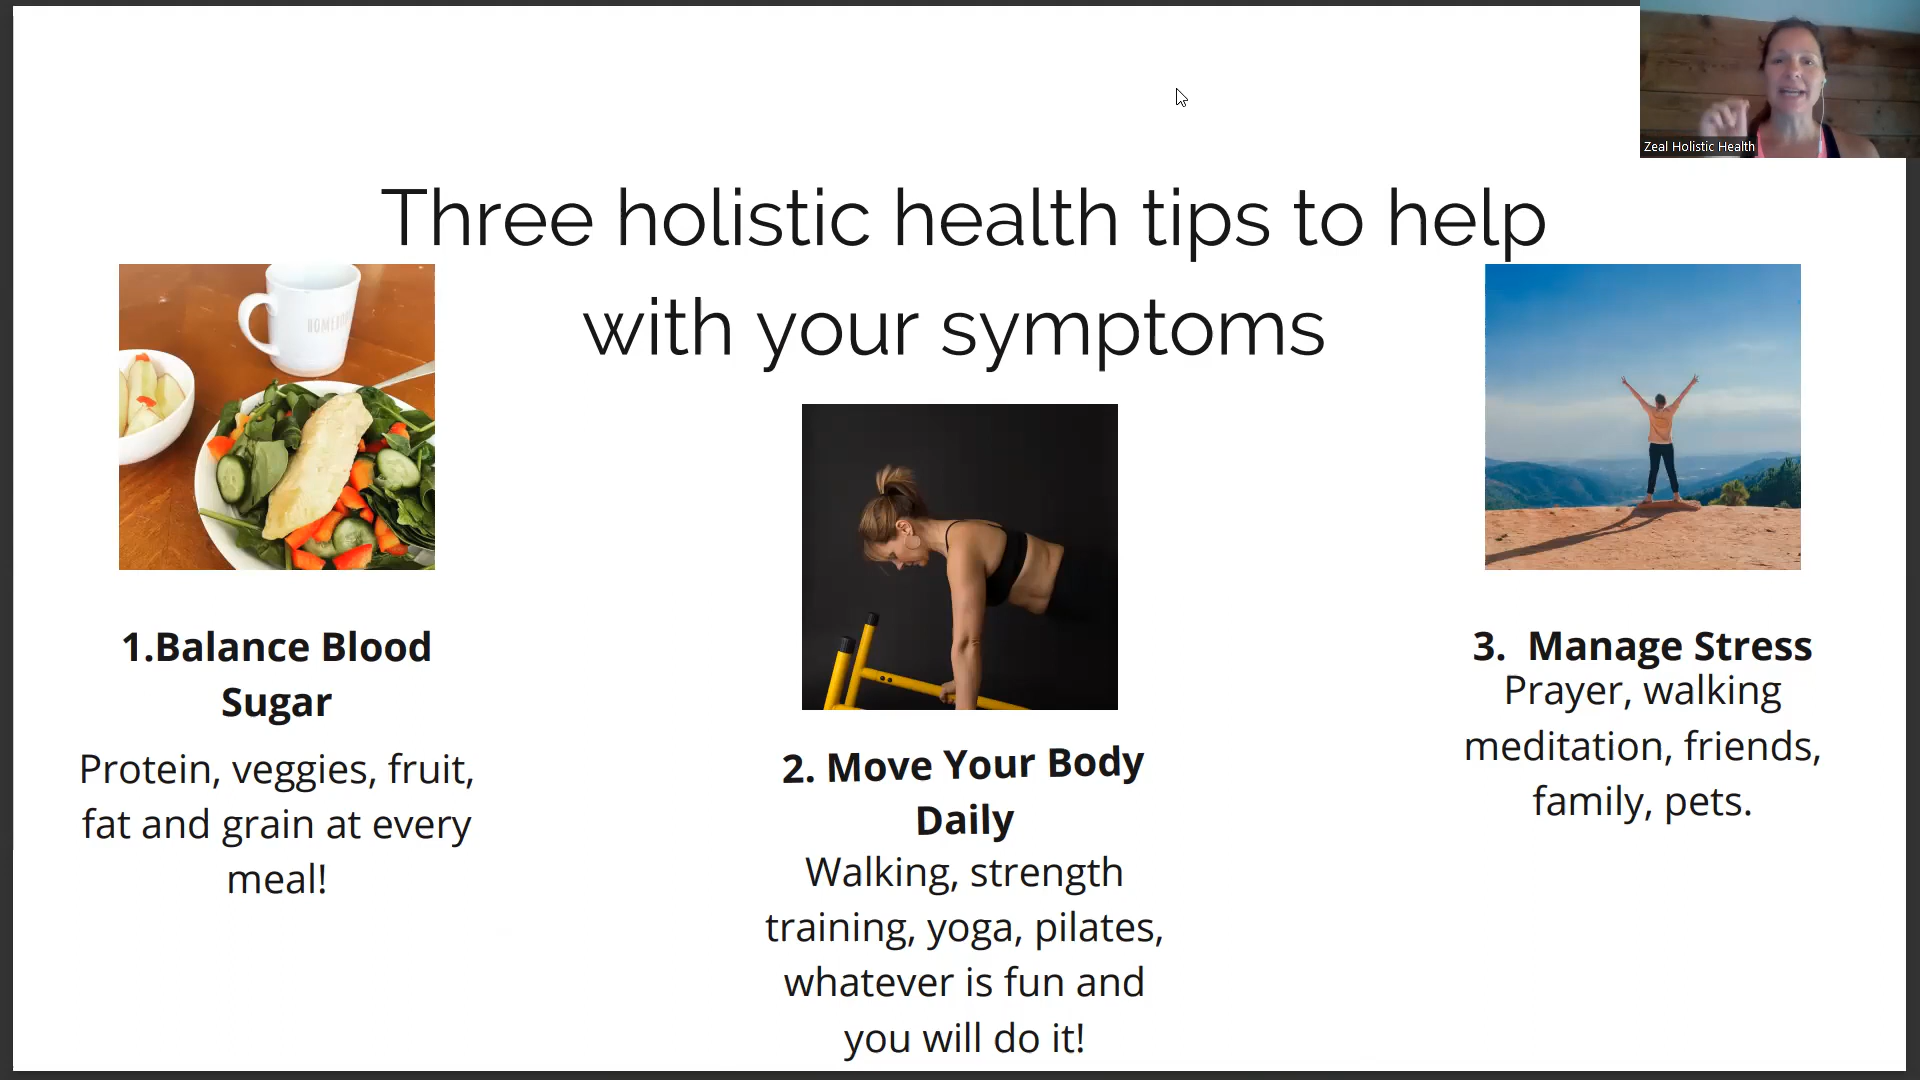 Zeal Holistic Health
Three holistic health tips to help
with your symptoms
1.Balance Blood
Sugar
Protein, veggies, fruit,
fat and grain at every
meal!
2. Move Your Body
Daily
Walking, strength
training, yoga, pilates,
whatever is fun and
you will do it!
3. Manage Stress
Prayer, walking
meditation, friends,
family, pets.